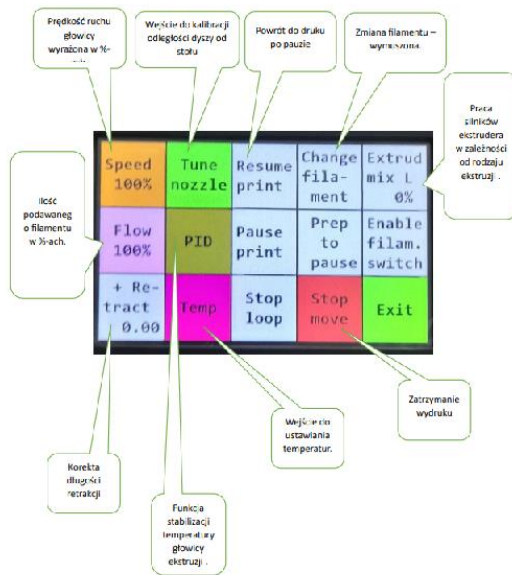 Prędkość ruchu
głowicy
wyrażona w %-
Wejście do kalibracji
odległości dyszy od
stołu
Powrót do druku
po pauzie
Zmiana filamentu –
wymuszona.
Praca
silników
ekstrudera
w zależności
od rodzaju
ekstruzji .
Ilość
podawaneg
o filamentu
w %-ach.
Speed
100%
Tune
nozzle
Resume
print
Change
fila-
ment
Extrud
mix L
0%
Flow
100%
PID
Pause
print
Prep
to
pause
Enable
filam.
switch
+ Re-
tract
0.00
Temp
Stop
loop
Stop
move
Exit
Korekta
długości
retrakcji
Funkcja
stabilizacji
temperatury
głowicy
ekstruzji .
Wejście do
ustawiania
temperatur.
Zatrzymanie
wydruku